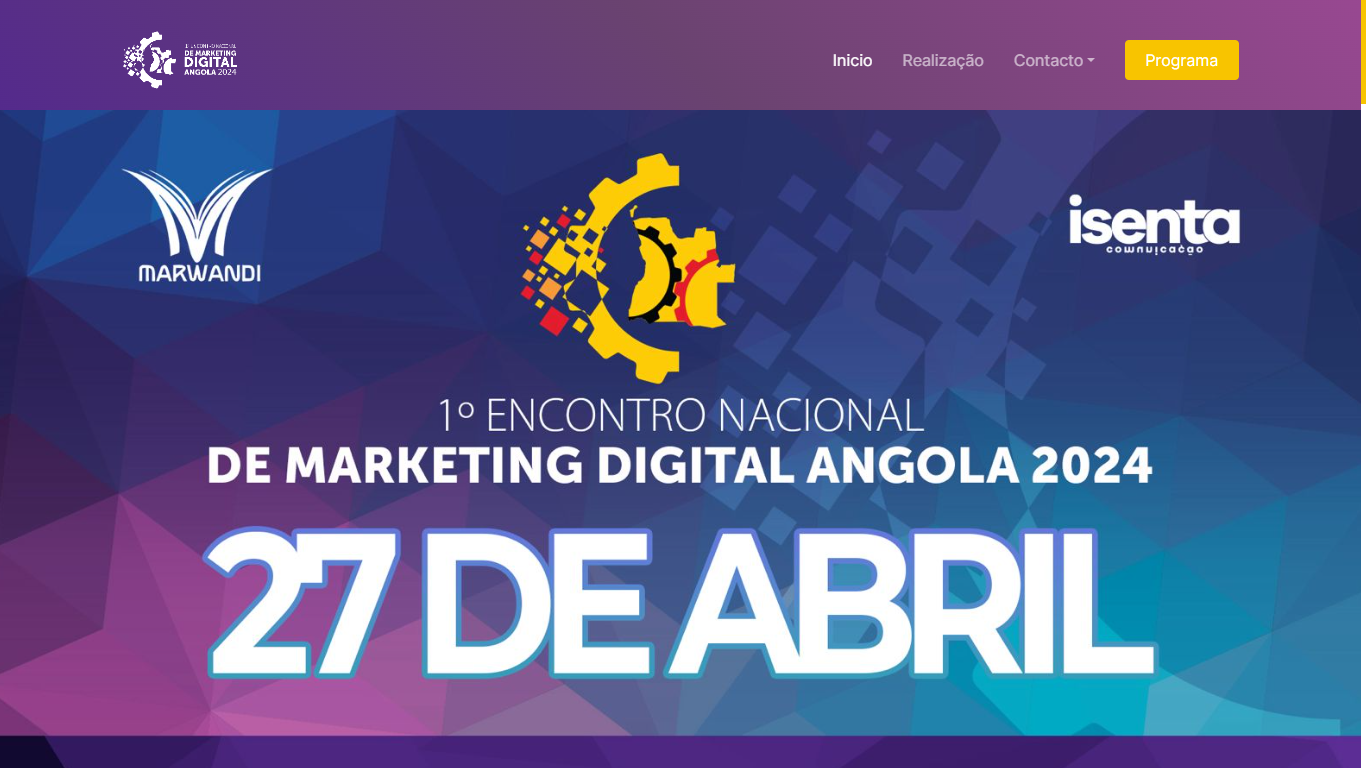 1º ENCONTRO NACIONAL
DE MARKETING
DIGITAL
ANGOLA 2024
Inicio
Realização
Contacto
Programa
MARWANDI
isenta
comunicação
1º ENCONTRO NACIONAL
DE MARKETING DIGITAL ANGOLA 2024
27 DE ABRIL